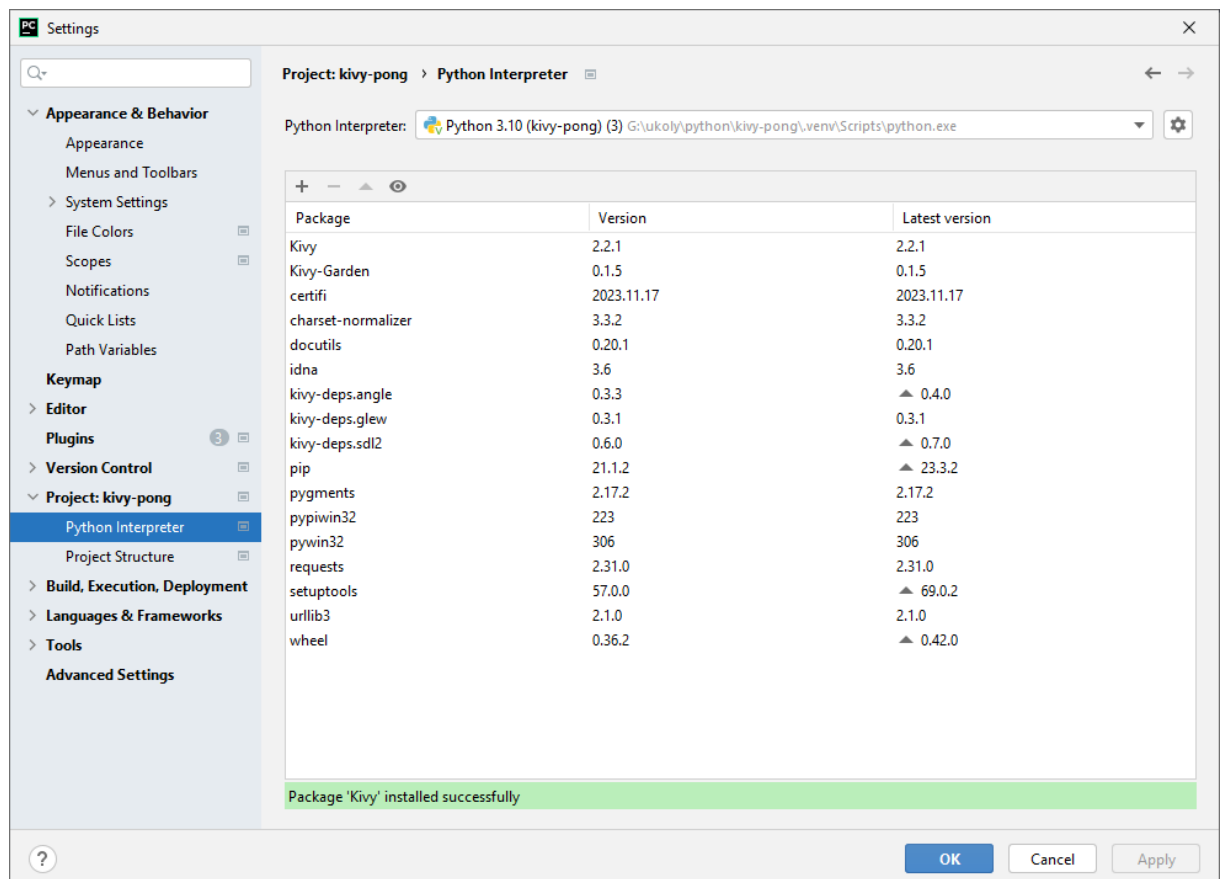 PC Settings
Project: kivy-pong › Python Interpreter
Appearance & Behavior
Appearance
Menus and Toolbars
System Settings
File Colors
Scopes
Notifications
Quick Lists
Path Variables
Keymap
Editor
Plugins 3
Version Control
Project: kivy-pong
Python Interpreter
Project Structure
Build, Execution, Deployment
Languages & Frameworks
Tools
Advanced Settings
Python Interpreter: Python 3.10 (kivy-pong) (3) G:\ukoly\python\kivy-pong\.venv\Scripts\python.exe
Package Version Latest version
Kivy 2.2.1 2.2.1
Kivy-Garden 0.1.5 0.1.5
certifi 2023.11.17 2023.11.17
charset-normalizer 3.3.2 3.3.2
docutils 0.20.1 0.20.1
idna 3.6 3.6
kivy-deps.angle 0.3.3 ▲ 0.4.0
kivy-deps.glew 0.3.1 0.3.1
kivy-deps.sdl2 0.6.0 ▲ 0.7.0
pip 21.1.2 ▲ 23.3.2
pygments 2.17.2 2.17.2
pypiwin32 223 223
pywin32 306 306
requests 2.31.0 2.31.0
setuptools 57.0.0 ▲ 69.0.2
urllib3 2.1.0 2.1.0
wheel 0.36.2 ▲ 0.42.0
Package 'Kivy' installed successfully
? OK Cancel Apply